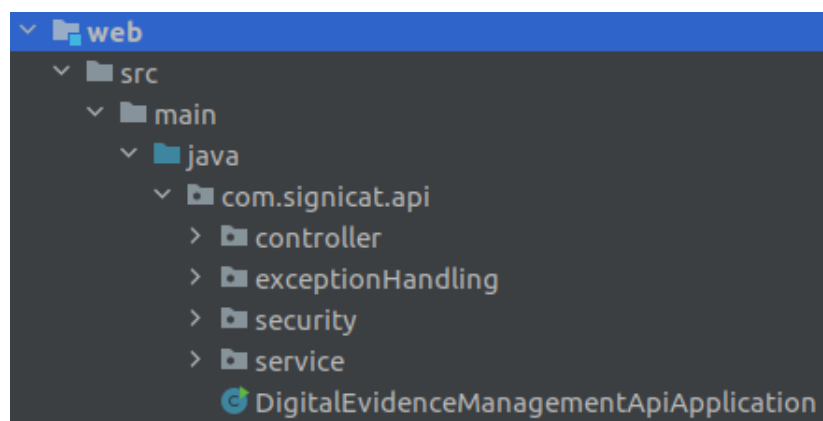 web
src
main
java
com.signicat.api
controller
exceptionHandling
security
service
DigitalEvidenceManagementApiApplication